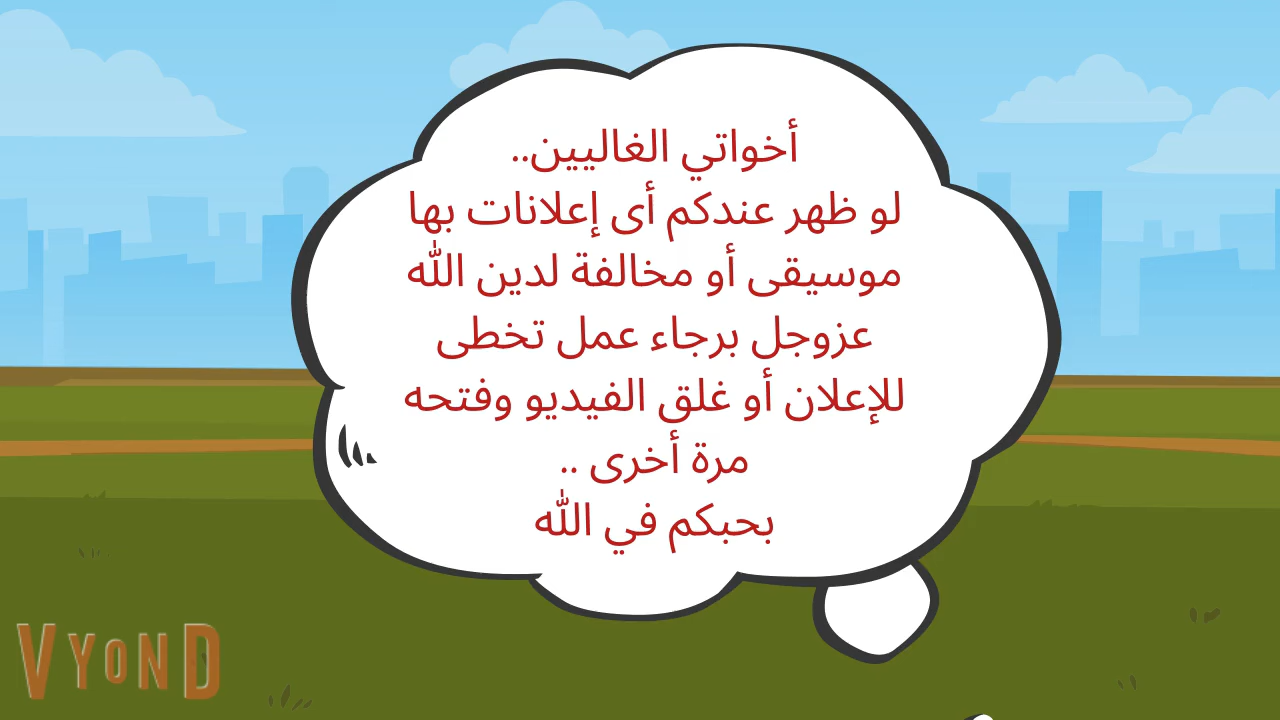 أخواتي الغاليين..
لو ظهر عندكم أى إعلانات بها
موسيقى أو مخالفة لدين الله
عزوجل برجاء عمل تخطى
للإعلان أو غلق الفيديو وفتحه
مرة أخرى ..
بحبكم في الله
VYOND